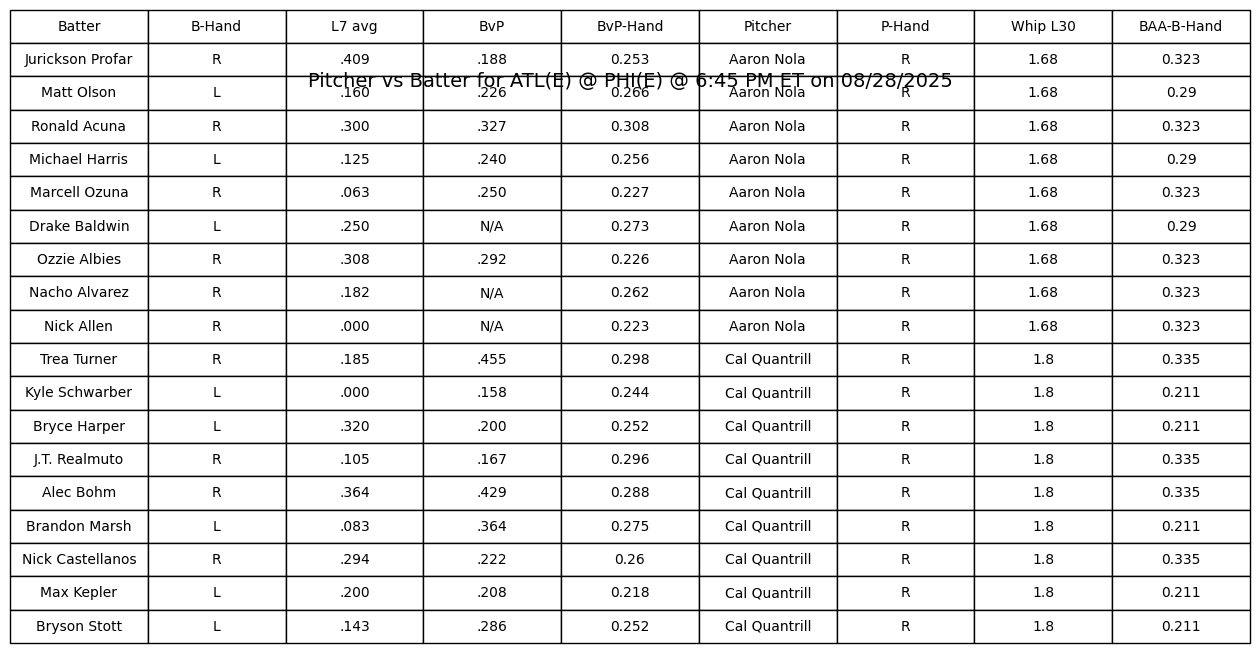 Batter B-Hand L7 avg BvP BvP-Hand Pitcher P-Hand Whip L30 BAA-B-Hand
Jurickson Profar R .409 .188 0.253 Aaron Nola R 1.68 0.323
Pitcher vs Batter for ATL(E) @ PHI(E) @ 6:45 PM ET on 08/28/2025
Matt Olson L .160 .226 0.266 Aaron Nola R 1.68 0.29
Ronald Acuna R .300 .327 0.308 Aaron Nola R 1.68 0.323
Michael Harris L .125 .240 0.256 Aaron Nola R 1.68 0.29
Marcell Ozuna R .063 .250 0.227 Aaron Nola R 1.68 0.323
Drake Baldwin L .250 N/A 0.273 Aaron Nola R 1.68 0.29
Ozzie Albies R .308 .292 0.226 Aaron Nola R 1.68 0.323
Nacho Alvarez R .182 N/A 0.262 Aaron Nola R 1.68 0.323
Nick Allen R .000 N/A 0.223 Aaron Nola R 1.68 0.323
Trea Turner R .185 .455 0.298 Cal Quantrill R 1.8 0.335
Kyle Schwarber L .000 .158 0.244 Cal Quantrill R 1.8 0.211
Bryce Harper L .320 .200 0.252 Cal Quantrill R 1.8 0.211
J.T. Realmuto R .105 .167 0.296 Cal Quantrill R 1.8 0.335
Alec Bohm R .364 .429 0.288 Cal Quantrill R 1.8 0.335
Brandon Marsh L .083 .364 0.275 Cal Quantrill R 1.8 0.211
Nick Castellanos R .294 .222 0.26 Cal Quantrill R 1.8 0.335
Max Kepler L .200 .208 0.218 Cal Quantrill R 1.8 0.211
Bryson Stott L .143 .286 0.252 Cal Quantrill R 1.8 0.211